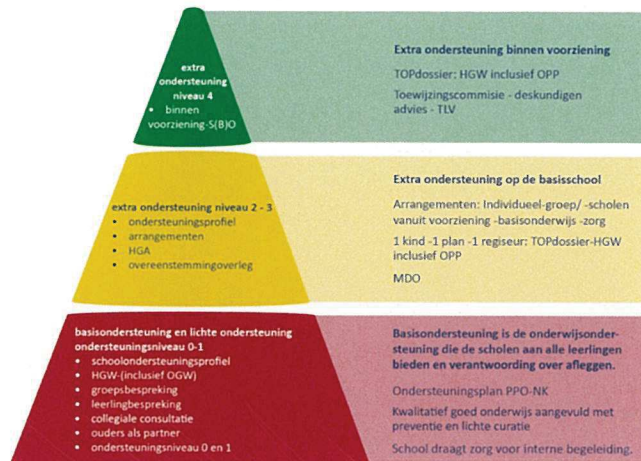 extra
ondersteuning
niveau 4
• binnen
voorziening-S(B)O
Extra ondersteuning binnen voorziening
TOPdossier: HGW inclusief OPP
Toewijzingscommisie - deskundigen
advies - TLV
extra ondersteuning niveau 2 - 3
• ondersteuningsprofiel
• arrangementen
• HGA
• overeenstemmingoverleg
Extra ondersteuning op de basisschool
Arrangementen: Individueel-groep/ -scholen
vanuit voorziening -basisonderwijs -zorg
1 kind -1 plan -1 regiseur: TOPdossier-HGW
inclusief OPP
MDO
basisondersteuning en lichte ondersteuning
ondersteuningsniveau 0-1
• schoolondersteuningsprofiel
• HGW-(inclusief OGW)
• groepsbespreking
• leerlingbespreking
• collegiale consultatie
• ouders als partner
• ondersteuningsniveau 0 en 1
Basisondersteuning is de onderwijsonder-
steuning die de scholen aan alle leerlingen
bieden en verantwoording over afleggen.
Ondersteuningsplan PPO-NK
Kwalitatief goed onderwijs aangevuld met
preventie en lichte curatie
School draagt zorg voor interne begeleiding.